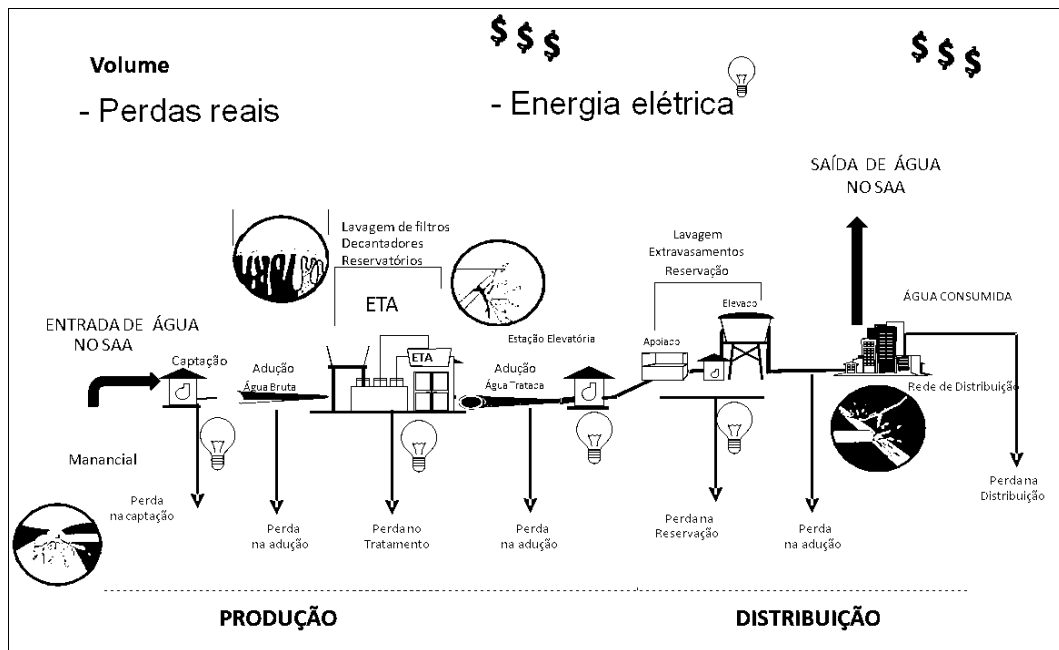 $ $ $
$ $ $
Volume
- Perdas reais
- Energia elétrica
SAÍDA DE ÁGUA
NO SAA
Lavagem de filtros
Decantadores
Reservatórios
Lavagem
Extravasamentos
Reservação
ETA
Elevado
ÁGUA CONSUMIDA
ENTRADA DE ÁGUA
NO SAA
Captação
Estação Elevatória
Apoiado
ETA
Adução
Água Bruta
Adução
Água Tratada
Rede de Distribuição
Manancial
Perda
na captação
Perda
na adução
Perda no
Tratamento
Perda
na adução
Perda na
Reservação
Perda
na adução
Perda na
Distribuição
PRODUÇÃO
DISTRIBUIÇÃO